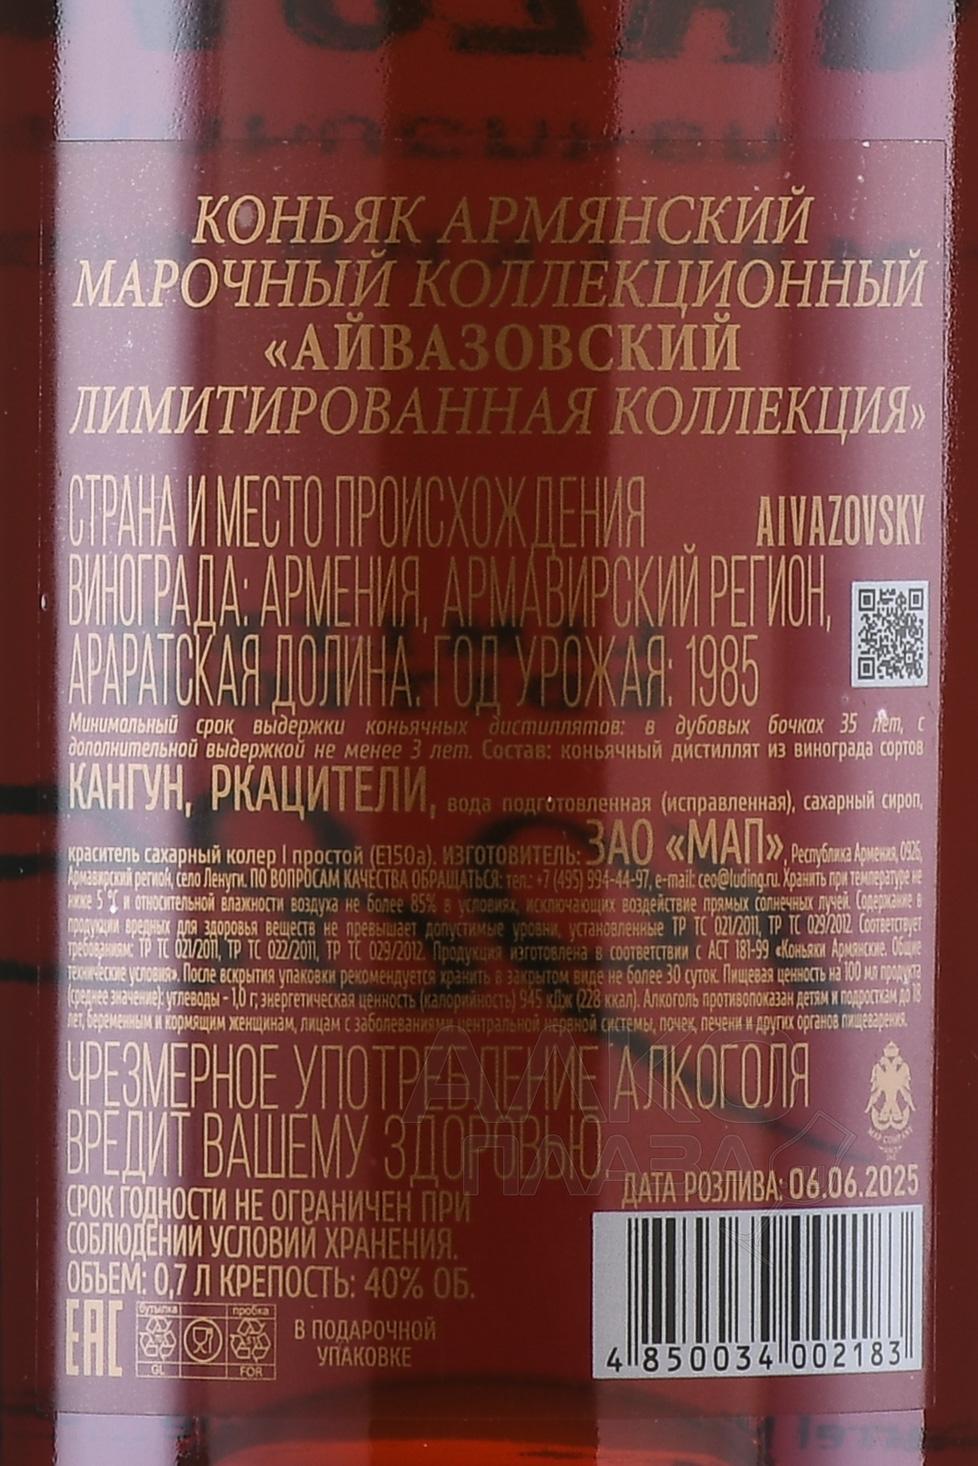 КОНЬЯК АРМЯНСКИЙ
МАРОЧНЫЙ КОЛЛЕКЦИОННЫЙ
«АЙВАЗОВСКИЙ
ЛИМИТИРОВАННАЯ КОЛЛЕКЦИЯ»
СТРАНА И МЕСТО ПРОИСХОЖДЕНИЯ
AIVAZOVSKY
ВИНОГРАДА: АРМЕНИЯ, АРМАВИРСКИЙ РЕГИОН,
АРАРАТСКАЯ ДОЛИНА. ГОД УРОЖАЯ: 1985
Минимальный срок выдержки коньячных дистиллятов: в дубовых бочках 35 лет, с
дополнительной выдержкой не менее 3 лет. Состав: коньячный дистиллят из винограда сортов
КАНГУН, РКАЦИТЕЛИ, вода подготовленная (исправленная), сахарный сироп,
краситель сахарный колер I простой (Е150а). ИЗГОТОВИТЕЛЬ: ЗАО «МАП», Республика Армения, 0926,
Армавирский регион, село Ленуги. ПО ВОПРОСАМ КАЧЕСТВА ОБРАЩАТЬСЯ: тел.: +7 (495) 994-44-97, e-mail: ceo@luding.ru. Хранить при температуре не
ниже 5 °C и относительной влажности воздуха не более 85% в условиях, исключающих воздействие прямых солнечных лучей. Содержание в
продукции вредных для здоровья веществ не превышает допустимые уровни, установленные ТР ТС 021/2011, ТР ТС 029/2012. Соответствует
требованиям: ТР ТС 021/2011, ТР ТС 022/2011, ТР ТС 029/2012. Продукция изготовлена в соответствии с АСТ 181-99 «Коньяки Армянские. Общие
технические условия». После вскрытия упаковки рекомендуется хранить в закрытом виде не более 30 суток. Пищевая ценность на 100 мл продукта
(среднее значение): углеводы - 1,0 г; энергетическая ценность (калорийность) 945 кДж (228 ккал). Алкоголь противопоказан детям и подросткам до 18
лет, беременным и кормящим женщинам, лицам с заболеваниями центральной нервной системы, почек, печени и других органов пищеварения.
ЧРЕЗМЕРНОЕ УПОТРЕБЛЕНИЕ АЛКОГОЛЯ
ВРЕДИТ ВАШЕМУ ЗДОРОВЬЮ
MAP COMPANY
ДАТА РОЗЛИВА: 06.06.2025
СРОК ГОДНОСТИ НЕ ОГРАНИЧЕН ПРИ
СОБЛЮДЕНИИ УСЛОВИЙ ХРАНЕНИЯ.
ОБЪЕМ: 0,7 Л КРЕПОСТЬ: 40% ОБ.
EAC
бутылка
пробка
GL
FOR
В ПОДАРОЧНОЙ
УПАКОВКЕ
4 850034 002183
АЛКО
ПЛАЗА